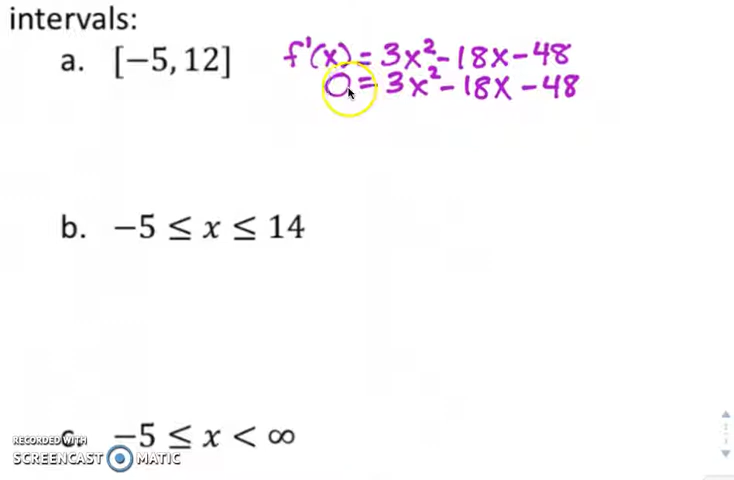 intervals:
a. [−5, 12] f'(x) = 3x² − 18x − 48
0 = 3x² − 18x − 48
b. −5 ≤ x ≤ 14
c. −5 ≤ x < ∞
RECORDED WITH
SCREENCAST MATIC